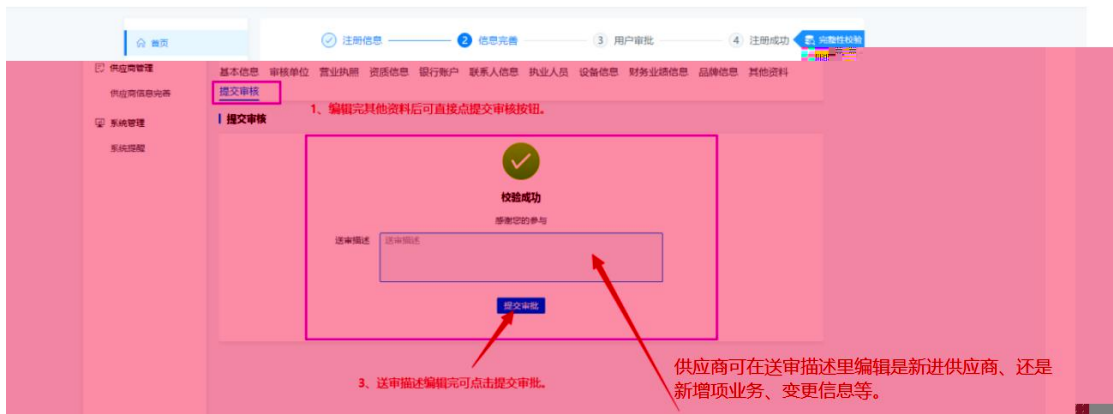 首页
注册信息 2 信息完善 3 用户审批 4 注册成功 完整性校验
供应商管理
供应商信息完善
系统管理
系统提醒
基本信息 审核单位 营业执照 资质信息 银行账户 联系人信息 执业人员 设备信息 财务业绩信息 品牌信息 其他资料
提交审核
1、编辑完其他资料后可直接点提交审核按钮。
提交审核
校验成功
感谢您的参与
送审描述 送审描述
提交审批
3、送审描述编辑完可点击提交审批。
供应商可在送审描述里编辑是新进供应商、还是
新增项业务、变更信息等。